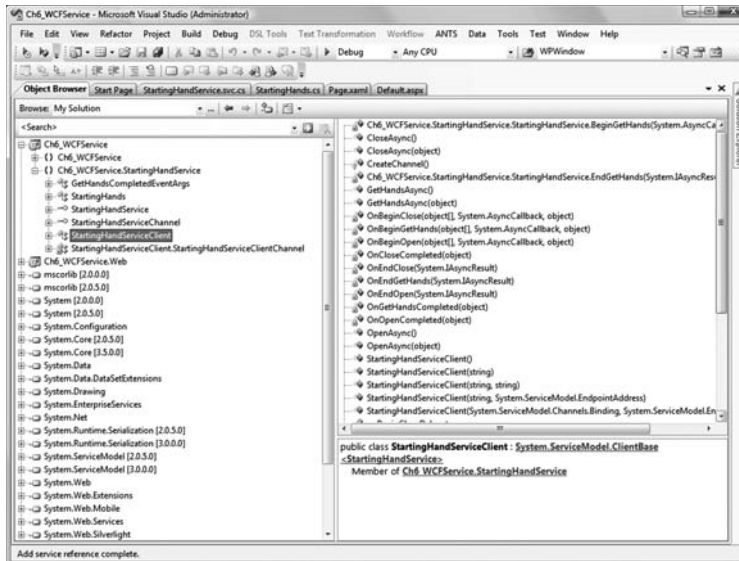 Ch6_WCFService - Microsoft Visual Studio (Administrator)
File Edit View Refactor Project Build Debug DSL Tools Text Transformation Workflow ANTS Data Tools Test Window Help
Debug Any CPU WPWindow
Object Browser Start Page StartingHandService.svc.cs StartingHands.cs Page.xaml Default.aspx
Browse: My Solution
<Search>
Ch6_WCFService
{} Ch6_WCFService
{} Ch6_WCFService.StartingHandService
GetHandsCompletedEventArgs
StartingHands
StartingHandService
StartingHandServiceChannel
StartingHandServiceClient
StartingHandServiceClient.StartingHandServiceClientChannel
Ch6_WCFService.Web
mscorlib [2.0.0.0]
mscorlib [2.0.5.0]
System [2.0.0.0]
System [2.0.5.0]
System.Configuration
System.Core [2.0.5.0]
System.Core [3.5.0.0]
System.Data
System.Data.DataSetExtensions
System.Drawing
System.EnterpriseServices
System.Net
System.Runtime.Serialization [2.0.5.0]
System.Runtime.Serialization [3.0.0.0]
System.ServiceModel [2.0.5.0]
System.ServiceModel [3.0.0.0]
System.Web
System.Web.Extensions
System.Web.Mobile
System.Web.Services
System.Web.Silverlight
Ch6_WCFService.StartingHandService.StartingHandService.BeginGetHands(System.AsyncCa
CloseAsync()
CloseAsync(object)
CreateChannel()
Ch6_WCFService.StartingHandService.StartingHandService.EndGetHands(System.IAsyncRes
GetHandsAsync()
GetHandsAsync(object)
OnBeginClose(object[], System.AsyncCallback, object)
OnBeginGetHands(object[], System.AsyncCallback, object)
OnBeginOpen(object[], System.AsyncCallback, object)
OnCloseCompleted(object)
OnEndClose(System.IAsyncResult)
OnEndGetHands(System.IAsyncResult)
OnEndOpen(System.IAsyncResult)
OnGetHandsCompleted(object)
OnOpenCompleted(object)
OpenAsync()
OpenAsync(object)
StartingHandServiceClient()
StartingHandServiceClient(string)
StartingHandServiceClient(string, string)
StartingHandServiceClient(string, System.ServiceModel.EndpointAddress)
StartingHandServiceClient(System.ServiceModel.Channels.Binding, System.ServiceModel.En
public class StartingHandServiceClient : System.ServiceModel.ClientBase
<StartingHandService>
Member of Ch6_WCFService.StartingHandService
Add service reference complete.